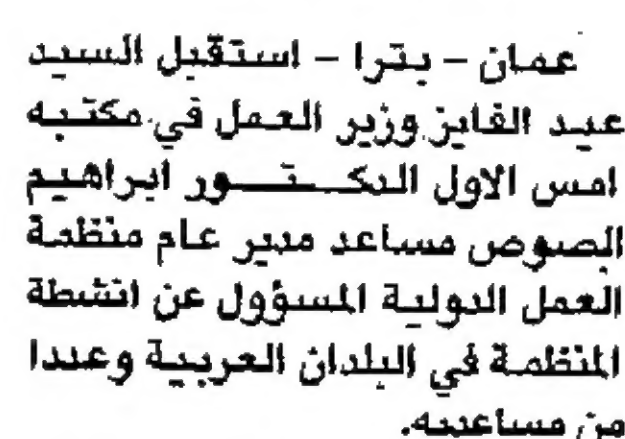 عمان - بترا - استقبل السيد
عيد الفايز وزير العمل في مكتبه
امس الاول الدكتور ابراهيم
الصوص مساعد مدير عام منظمة
العمل الدولية المسؤول عن انشطة
المنظمة في البلدان العربية وعددا
من مساعديه.